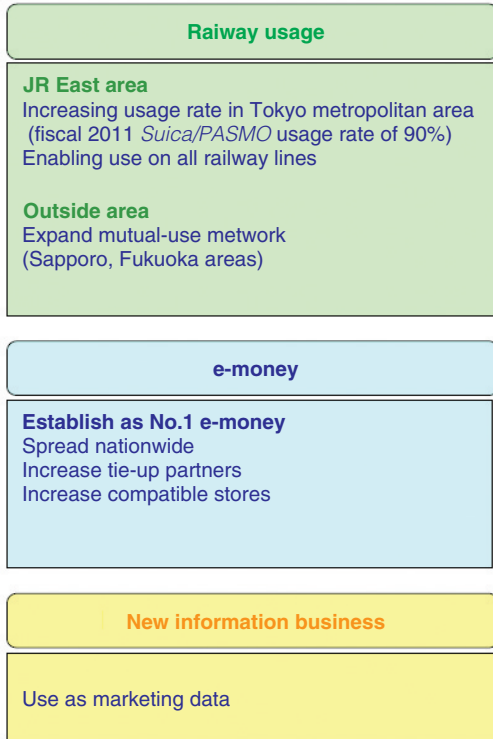 Raiway usage
JR East area
Increasing usage rate in Tokyo metropolitan area
(fiscal 2011 Suica/PASMO usage rate of 90%)
Enabling use on all railway lines
Outside area
Expand mutual-use metwork
(Sapporo, Fukuoka areas)
e-money
Establish as No.1 e-money
Spread nationwide
Increase tie-up partners
Increase compatible stores
New information business
Use as marketing data